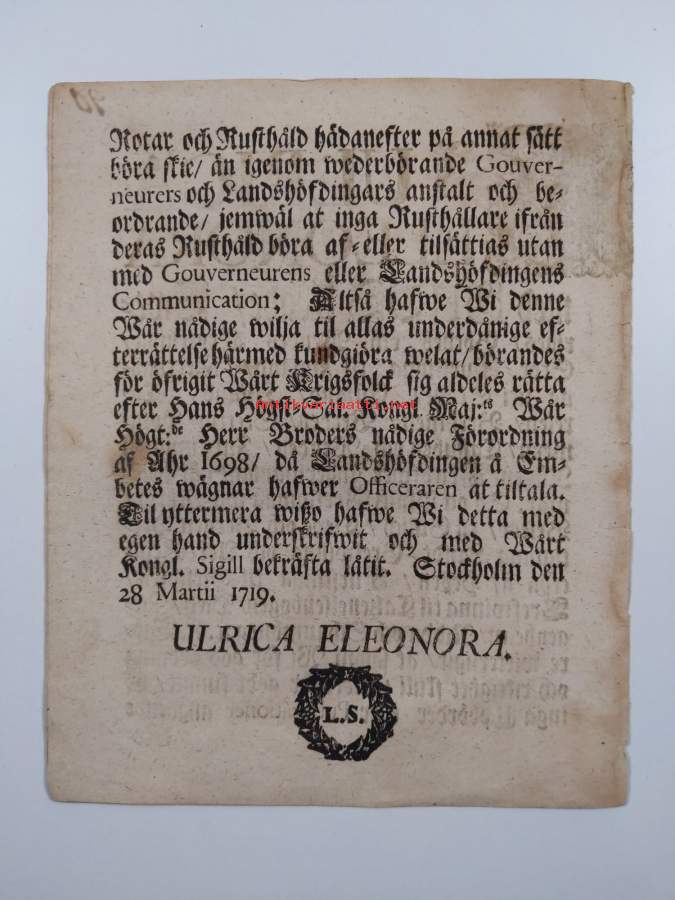 Rotar och Rusthåld hädanefter på annat sätt
böra skie/ än igenom wederbörande Gouver-
neurers och Landshöfdingars anstalt och be-
ordrande/ jemwäl at inga Rusthållare ifrån
deras Rusthåld böra af- eller tilsättias utan
med Gouverneurens eller Landshöfdingens
Communication; Altså hafwe Wi denne
Wår nådige wilja til allas underdånige ef-
terrättelse härmed kundgiöra welat/ börandes
för öfrigit Wårt Krigsfolck sig aldeles rätta
efter Hans Högst-Sal. Kongl. Maj:ts Wår
antikvariaatti.net
Högt:de Herr Broders nådige Förordning
af Ahr 1698/ då Landshöfdingen å Em-
betes wägnar hafwer Officeraren at tiltala.
Til yttermera wißo hafwe Wi detta med
egen hand underskrifwit och med Wårt
Kongl. Sigill bekräfta låtit. Stockholm den
28 Martii 1719.
ULRICA ELEONORA.
L.S.